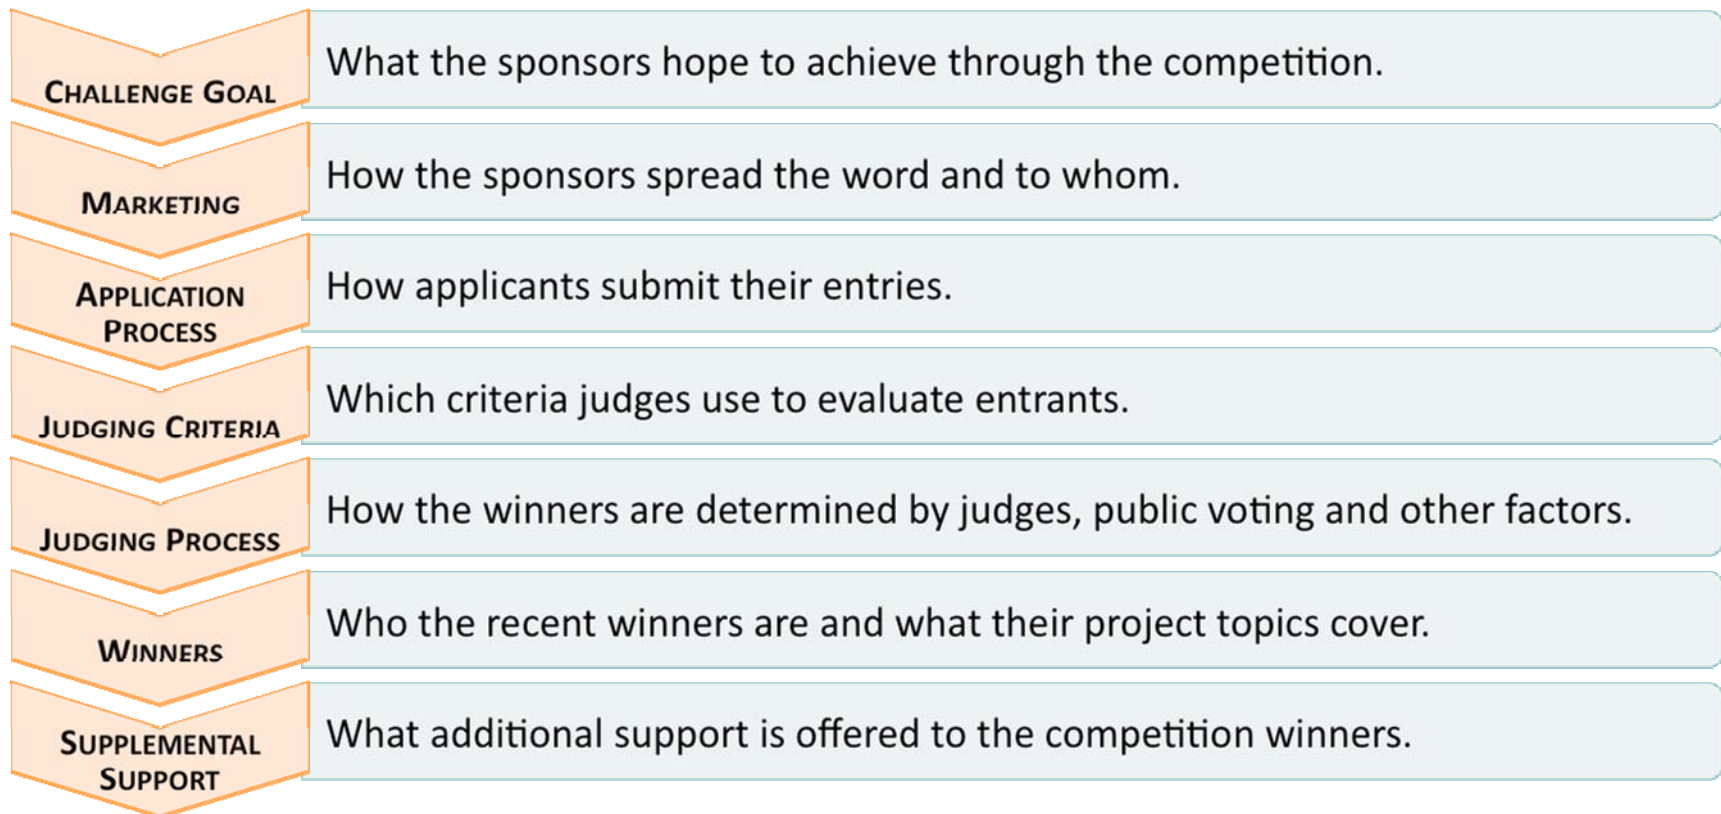 CHALLENGE GOAL
What the sponsors hope to achieve through the competition.
MARKETING
How the sponsors spread the word and to whom.
APPLICATION
PROCESS
How applicants submit their entries.
JUDGING CRITERIA
Which criteria judges use to evaluate entrants.
JUDGING PROCESS
How the winners are determined by judges, public voting and other factors.
WINNERS
Who the recent winners are and what their project topics cover.
SUPPLEMENTAL
SUPPORT
What additional support is offered to the competition winners.